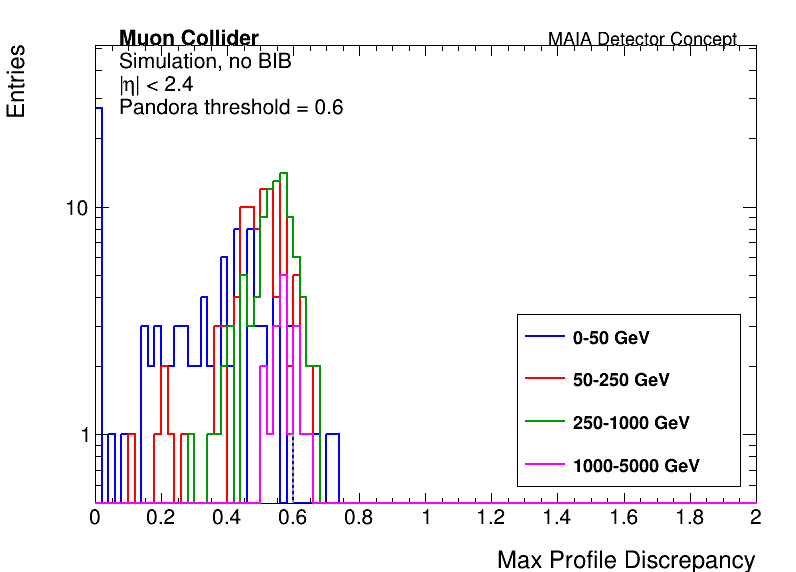 Muon Collider
MAIA Detector Concept
Simulation, no BIB
|η| < 2.4
Pandora threshold = 0.6
Entries
10
1
0-50 GeV
50-250 GeV
250-1000 GeV
1000-5000 GeV
0 0.2 0.4 0.6 0.8 1 1.2 1.4 1.6 1.8 2
Max Profile Discrepancy